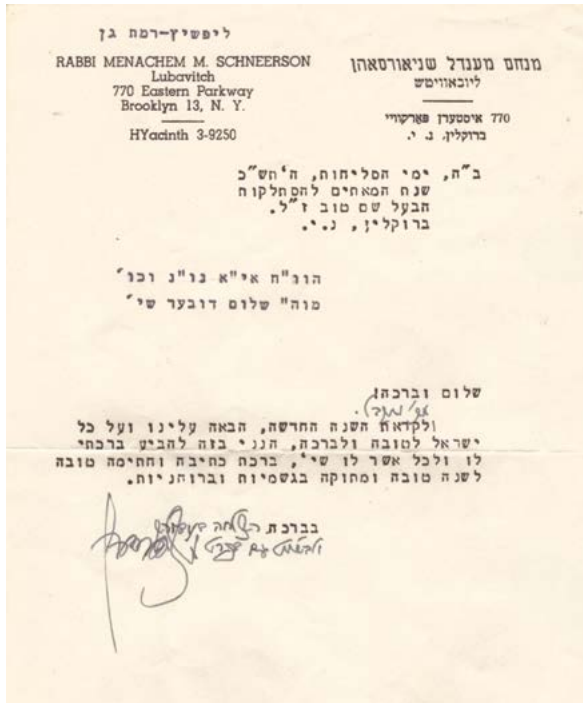 ליפשיץ-רמת גן
RABBI MENACHEM M. SCHNEERSON
Lubavitch
770 Eastern Parkway
Brooklyn 13, N. Y.
HYacinth 3-9250
מנחם מענדל שניאורסאהן
ליובאוויטש
770 איסטערן פּאַרקוויי
ברוקלין, נ. י.
ב"ה, ימי הסליחות, ה'תש"כ
שנת המאתים להסתלקות
הבעל שם טוב ז"ל.
ברוקלין, נ.י.
הוו"ח אי"א נו"נ וכו'
מוה" שלום דובער שי'
שלום וברכה!
ולקראת השנה החדשה, הבאה עלינו ועל כל
ישראל לטובה ולברכה, הנני בזה להביע ברכתי
לו ולכל אשר לו שי', ברכת כתיבה וחתימה טובה
לשנה טובה ומתוקה בגשמיות וברוחניות.
בברכת